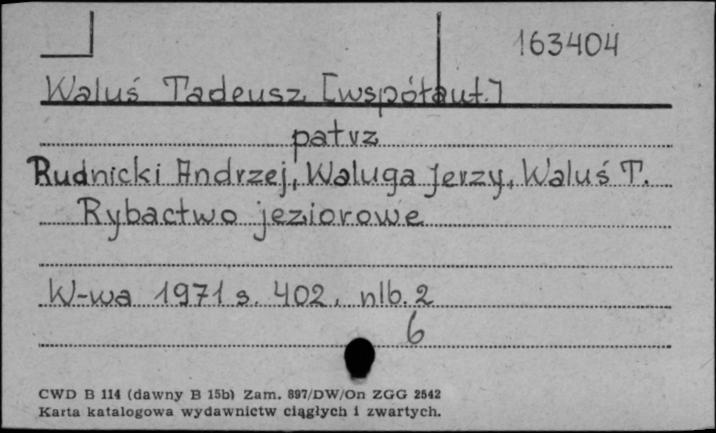 163404
Waluś Tadeusz [współaut.]
patrz
Rudnicki Andrzej, Waluga Jerzy, Waluś T.
Rybactwo jeziorowe
W-wa 1971 s. 402, nlb. 2
6
CWD B 114 (dawny B 15b) Zam. 897/DW/On ZGG 2542
Karta katalogowa wydawnictw ciągłych i zwartych.